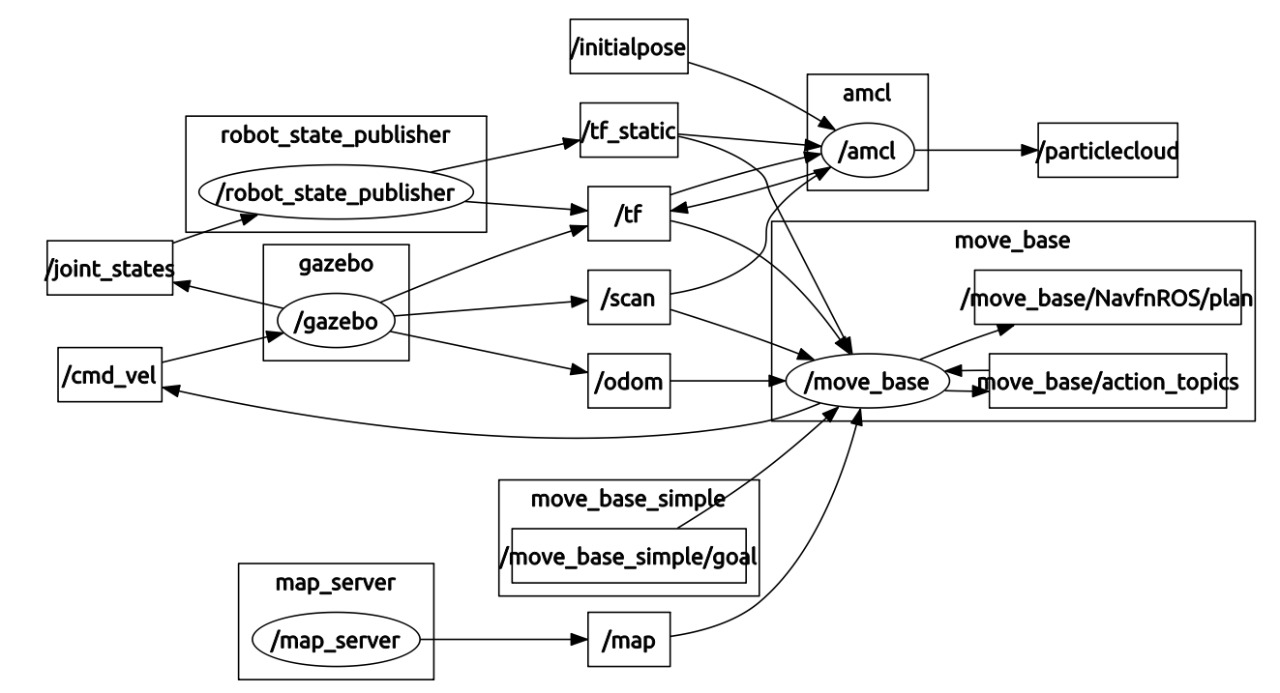 /initialpose
amcl
/tf_static
robot_state_publisher
/amcl
/particlecloud
/robot_state_publisher
/tf
move_base
/joint_states
gazebo
/scan
/move_base/NavfnROS/plan
/gazebo
/cmd_vel
/odom
/move_base
move_base/action_topics
move_base_simple
/move_base_simple/goal
map_server
/map_server
/map